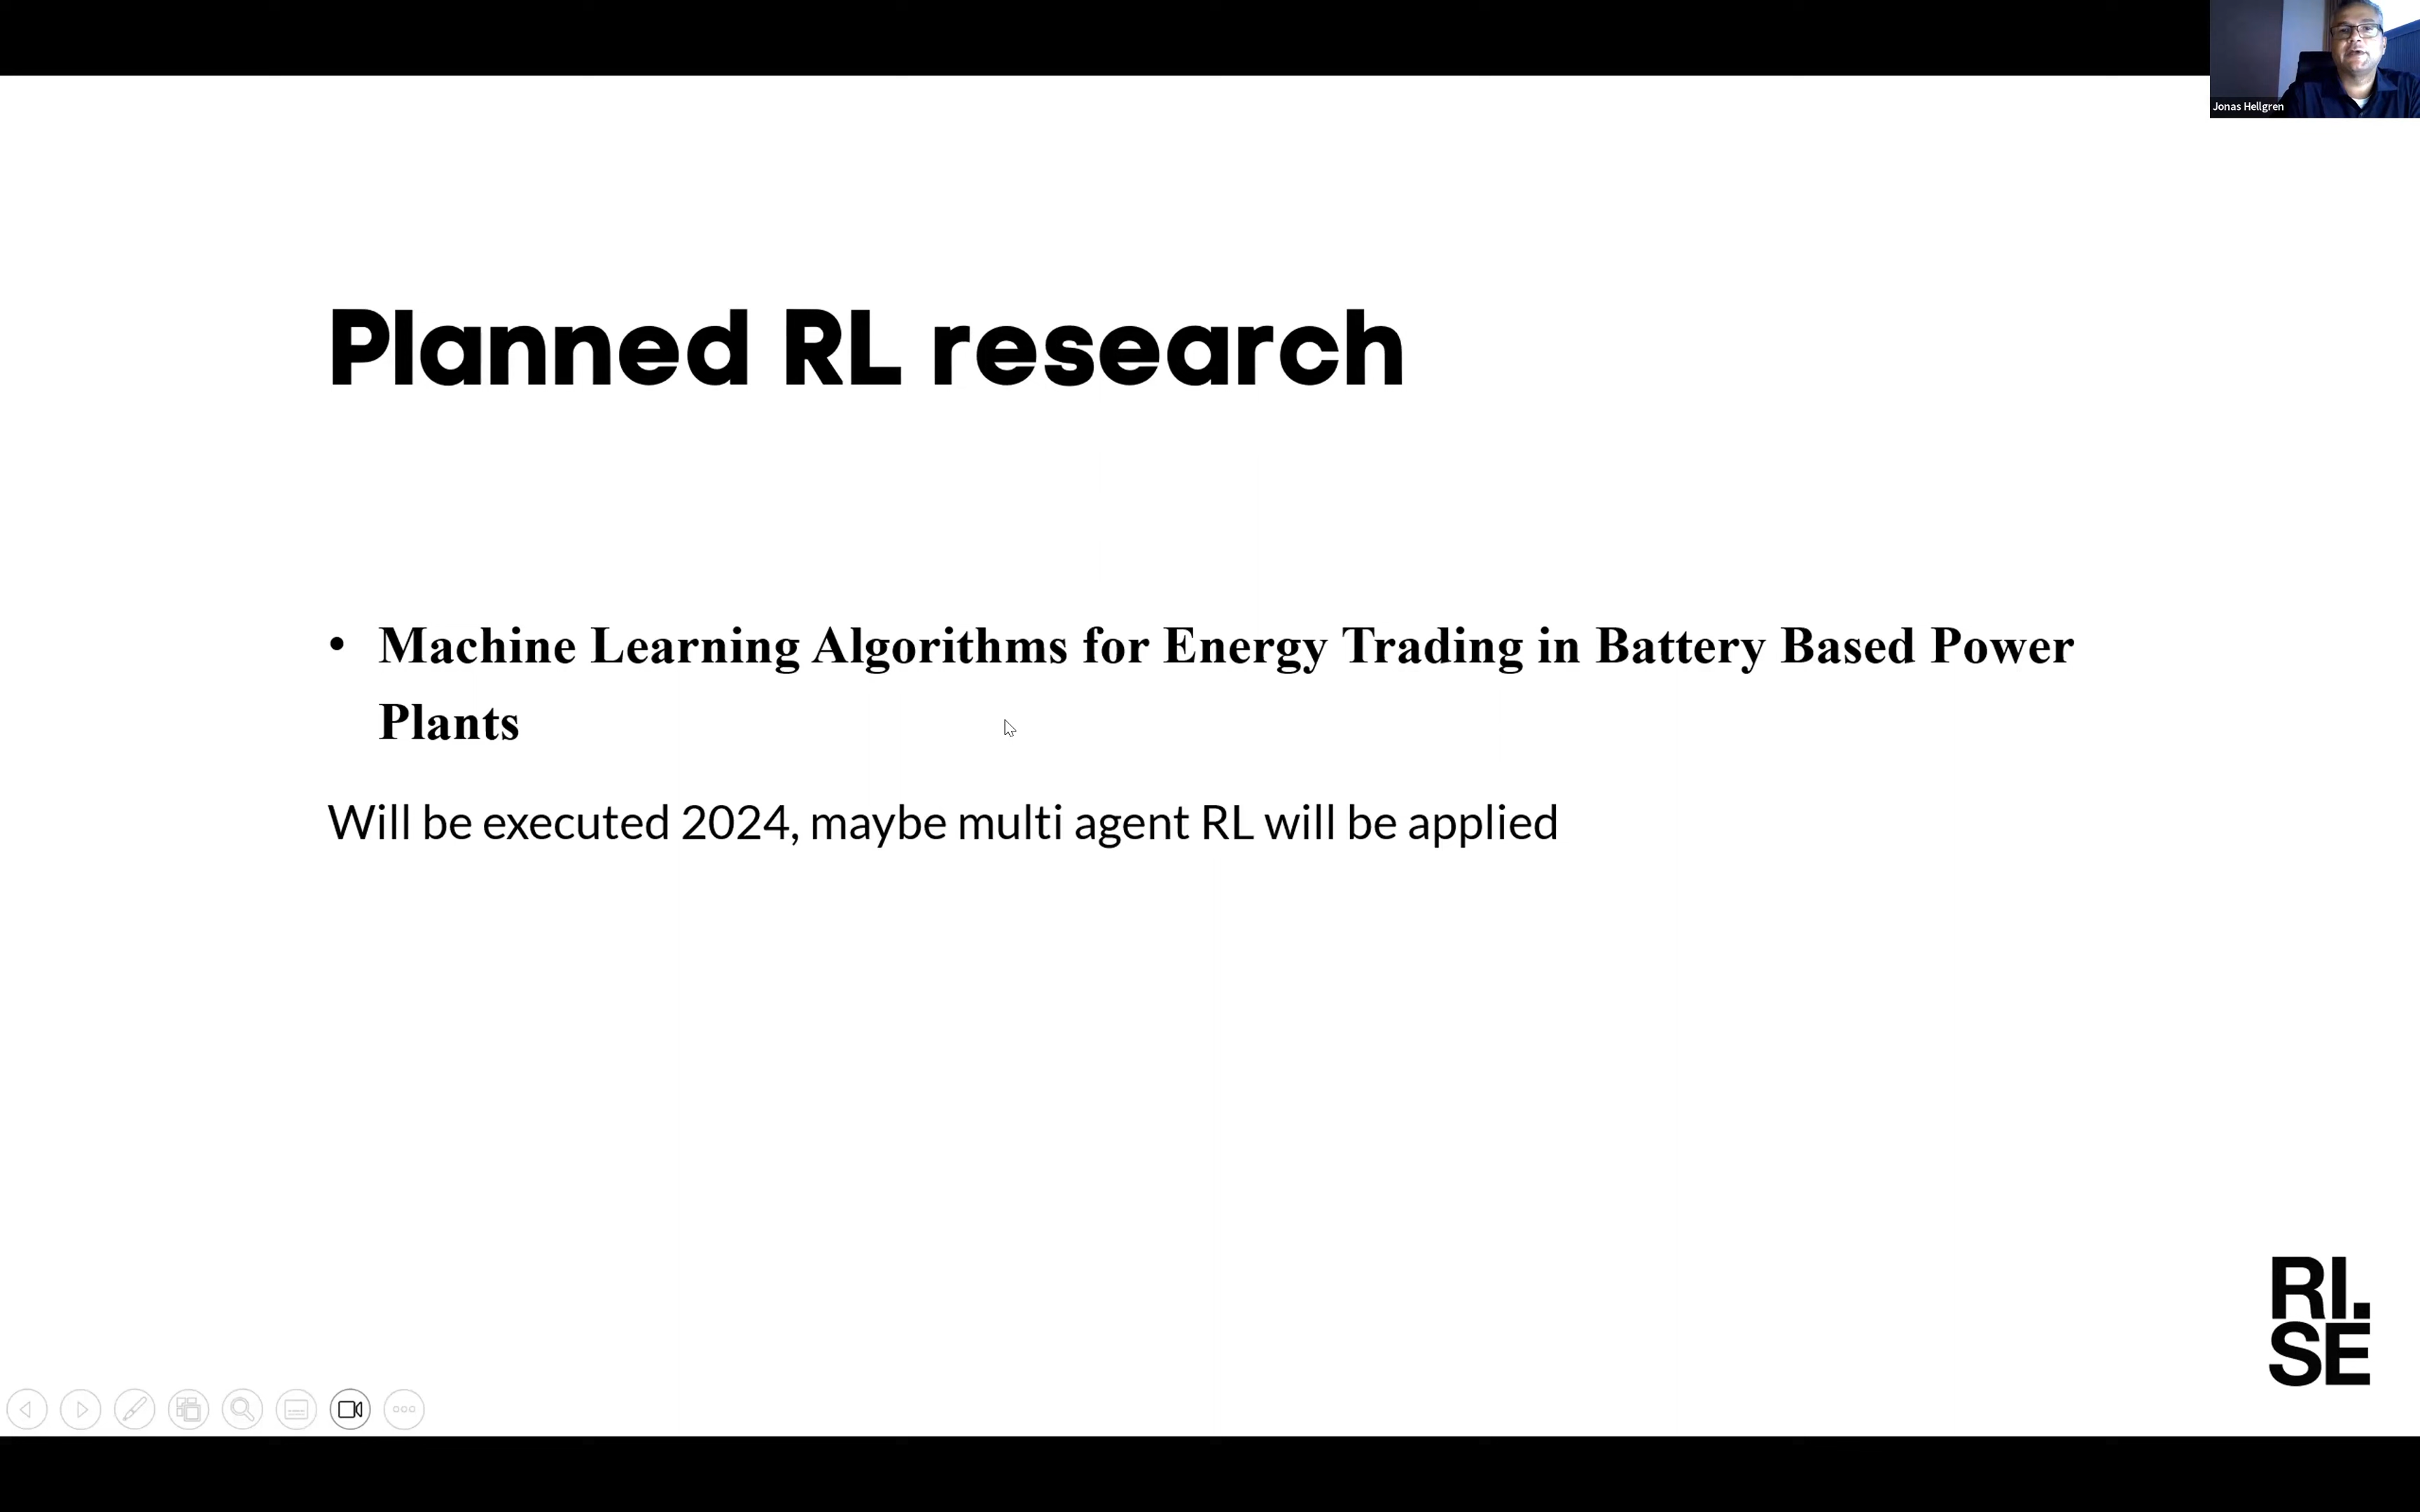 Jonas Hellgren
Planned RL research
• Machine Learning Algorithms for Energy Trading in Battery Based Power
Plants
Will be executed 2024, maybe multi agent RL will be applied
RI.
SE